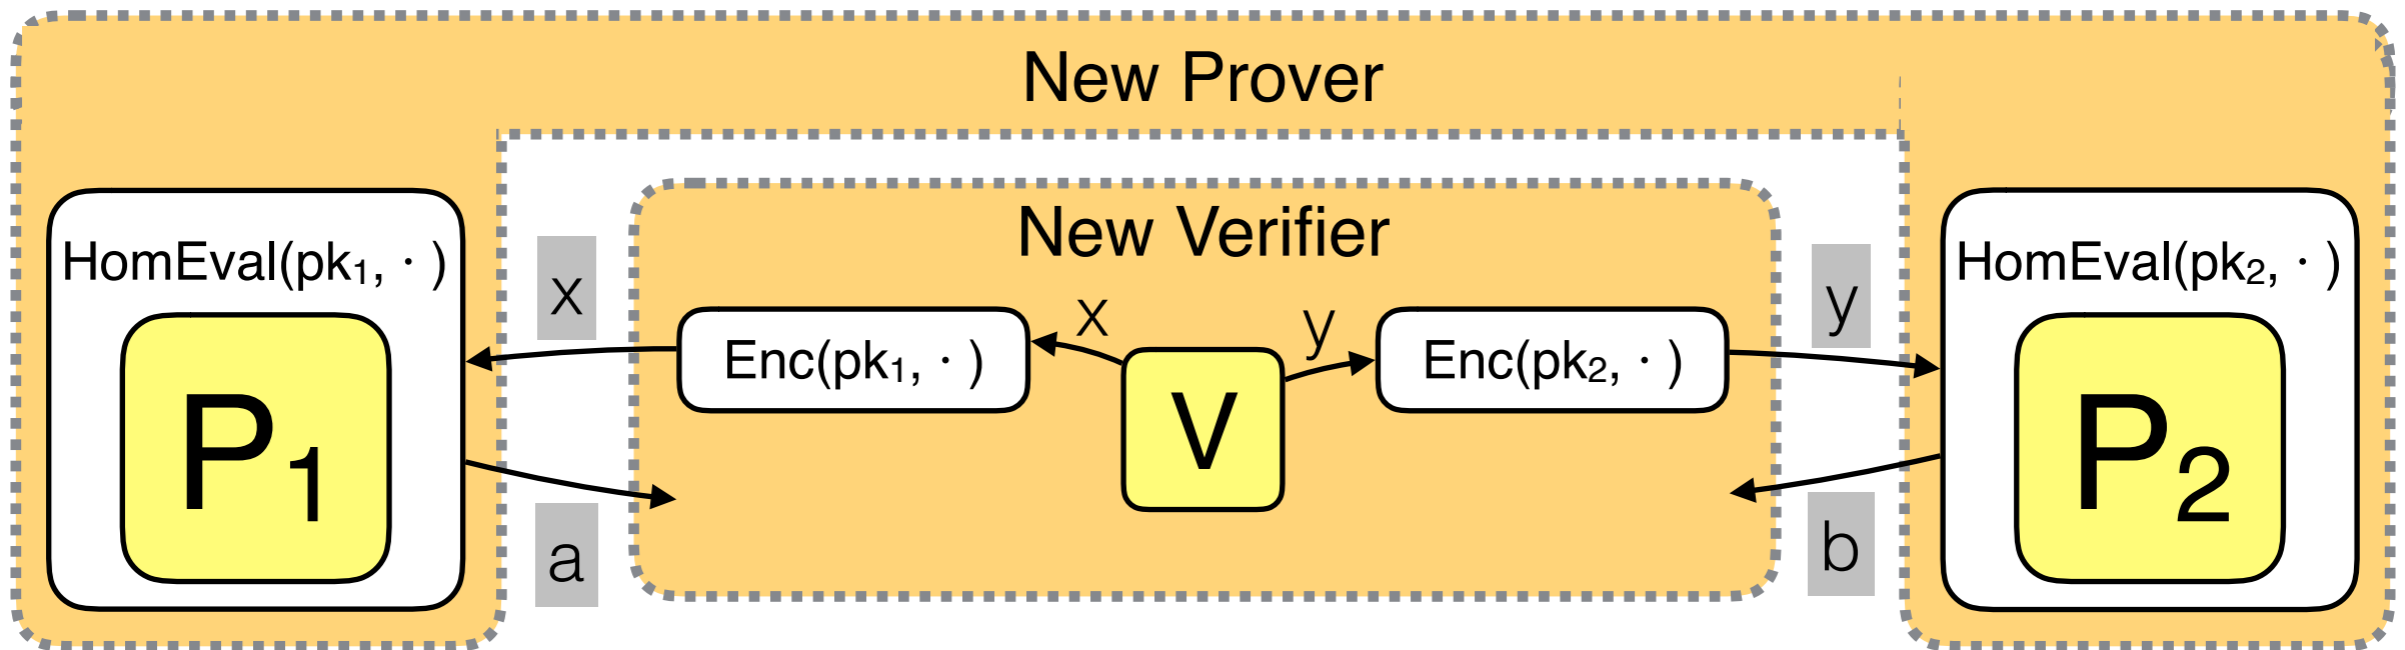 New Prover
New Verifier
HomEval(pk₁, · )
x
x
y
y
HomEval(pk₂, · )
Enc(pk₁, · )
Enc(pk₂, · )
P₁
V
P₂
a
b